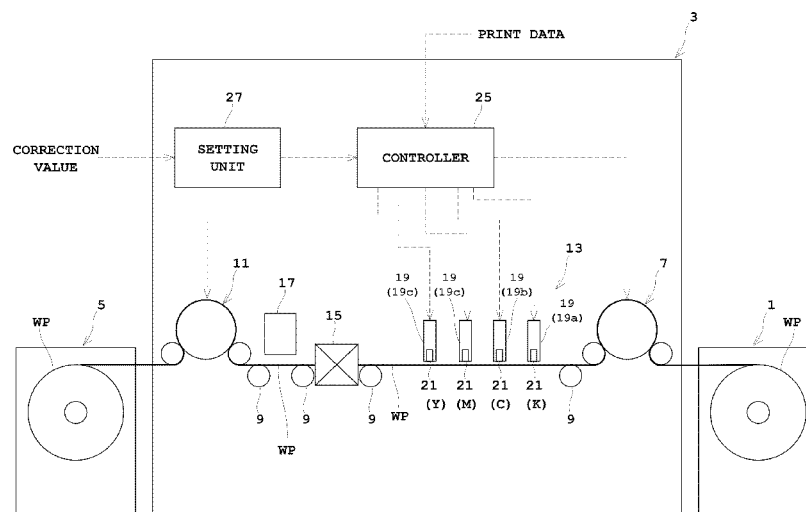 PRINT DATA
3
27
25
CORRECTION
VALUE
SETTING
UNIT
CONTROLLER
13
11
17
19
(19c)
19
(19c)
19
(19b)
19
(19a)
7
5
15
1
WP
WP
9
9
9
WP
21
(Y)
21
(M)
21
(C)
21
(K)
9
WP